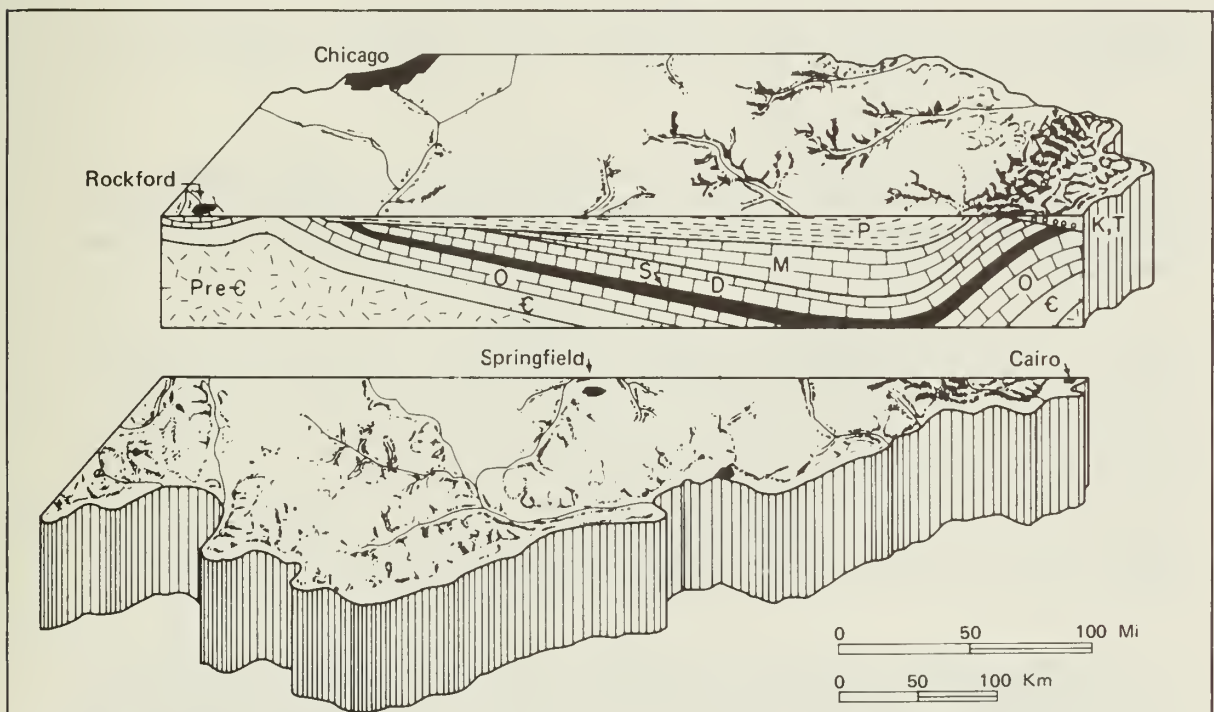 Chicago
Rockford
P
K,T
Pre-Ꞓ
O
Ꞓ
S
D
M
O
Ꞓ
Springfield
Cairo
0 50 100 Mi
0 50 100 Km